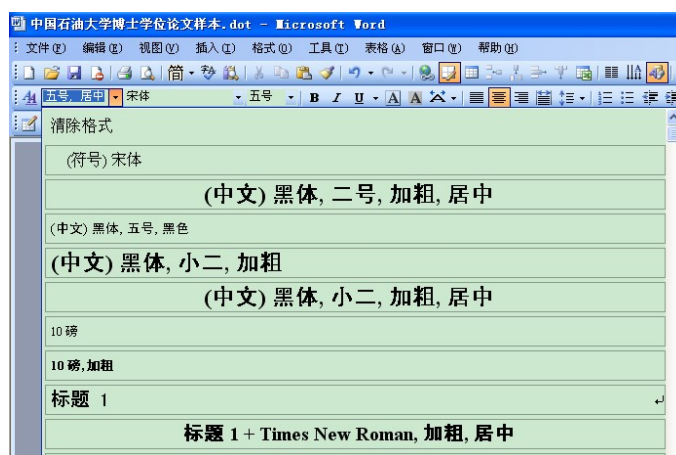 中国石油大学博士学位论文样本.dot - Microsoft Word
文件(F) 编辑(E) 视图(V) 插入(I) 格式(O) 工具(T) 表格(A) 窗口(W) 帮助(H)
简
五号, 居中 宋体 五号 B I U A A
清除格式
(符号) 宋体
(中文) 黑体, 二号, 加粗, 居中
(中文) 黑体, 五号, 黑色
(中文) 黑体, 小二, 加粗
(中文) 黑体, 小二, 加粗, 居中
10 磅
10 磅, 加粗
标题 1
标题 1 + Times New Roman, 加粗, 居中